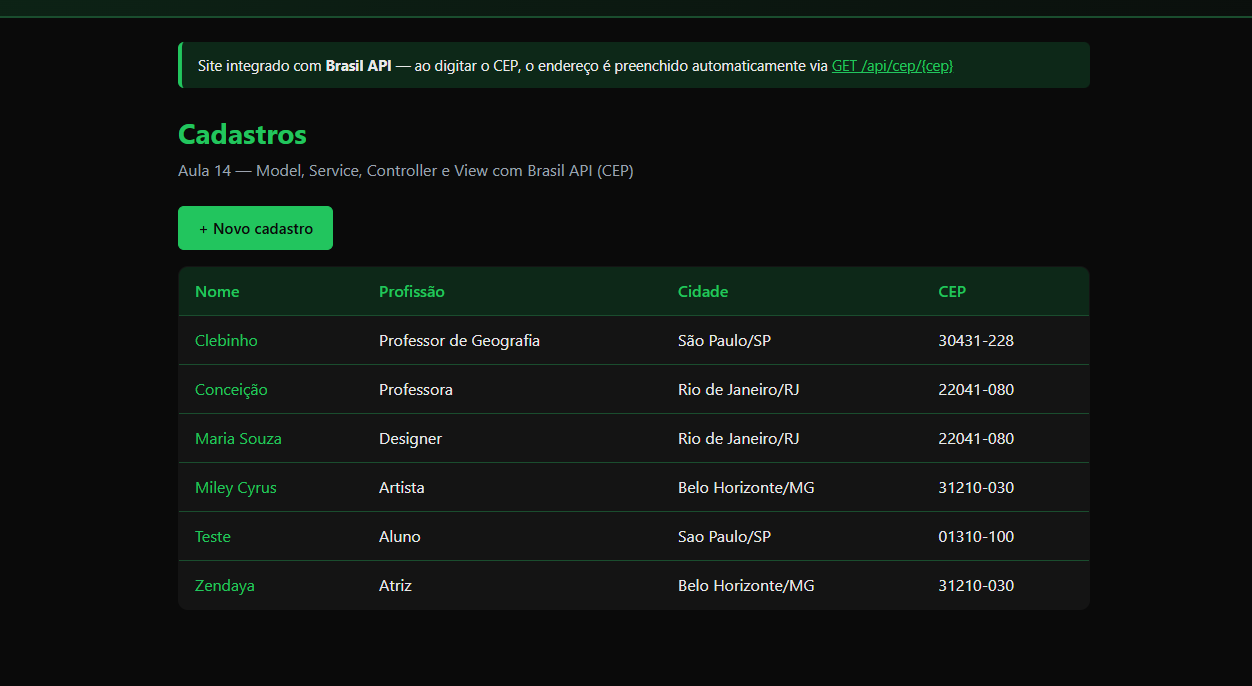 Site integrado com Brasil API — ao digitar o CEP, o endereço é preenchido automaticamente via GET /api/cep/{cep}
Cadastros
Aula 14 — Model, Service, Controller e View com Brasil API (CEP)
+ Novo cadastro
Nome Profissão Cidade CEP
Clebinho Professor de Geografia São Paulo/SP 30431-228
Conceição Professora Rio de Janeiro/RJ 22041-080
Maria Souza Designer Rio de Janeiro/RJ 22041-080
Miley Cyrus Artista Belo Horizonte/MG 31210-030
Teste Aluno Sao Paulo/SP 01310-100
Zendaya Atriz Belo Horizonte/MG 31210-030